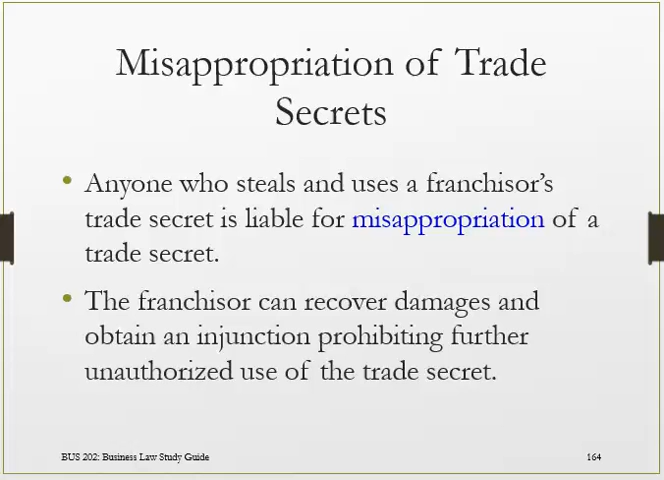 Misappropriation of Trade
Secrets
• Anyone who steals and uses a franchisor’s
trade secret is liable for misappropriation of a
trade secret.
• The franchisor can recover damages and
obtain an injunction prohibiting further
unauthorized use of the trade secret.
BUS 202: Business Law Study Guide
164